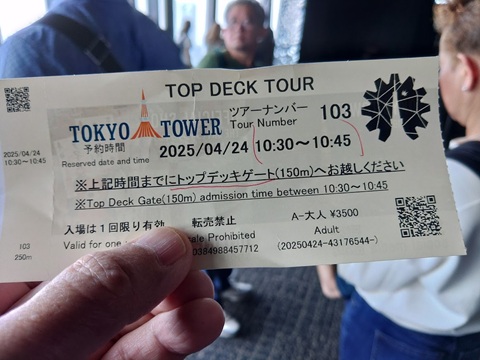 TOP DECK TOUR
TOKYO TOWER
ツアーナンバー 103
Tour Number
予約時間
Reserved date and time
2025/04/24 10:30～10:45
2025/04/24
10:30～10:45
※上記時間までにトップデッキゲート(150m)へお越しください
※Top Deck Gate(150m) admission time between 10:30～10:45
入場は1回限り有効
Valid for one
転売禁止
Prohibited
A-大人 ¥3500
Adult
0384988457712
(20250424-43176544-)
103
250m